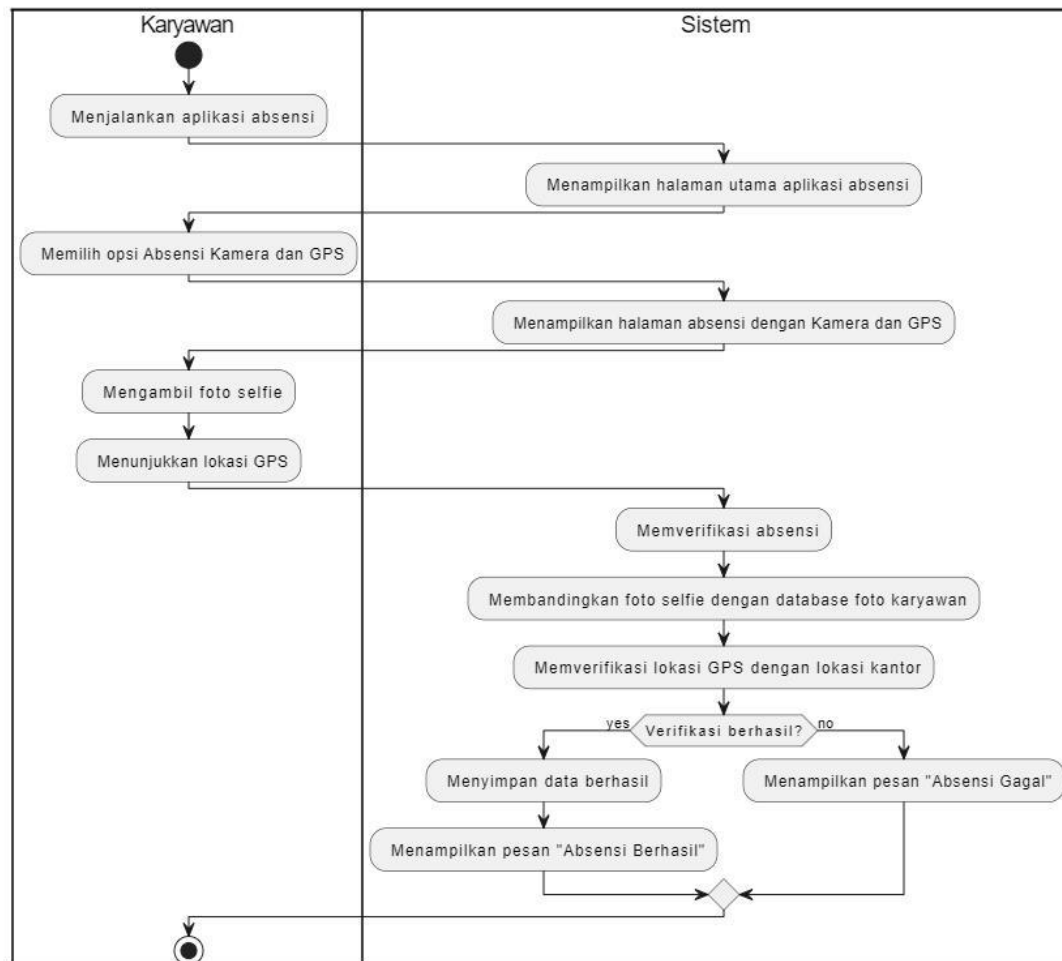 Karyawan
Sistem
Menjalankan aplikasi absensi
Menampilkan halaman utama aplikasi absensi
Memilih opsi Absensi Kamera dan GPS
Menampilkan halaman absensi dengan Kamera dan GPS
Mengambil foto selfie
Menunjukkan lokasi GPS
Memverifikasi absensi
Membandingkan foto selfie dengan database foto karyawan
Memverifikasi lokasi GPS dengan lokasi kantor
yes
Verifikasi berhasil?
no
Menyimpan data berhasil
Menampilkan pesan "Absensi Gagal"
Menampilkan pesan "Absensi Berhasil"